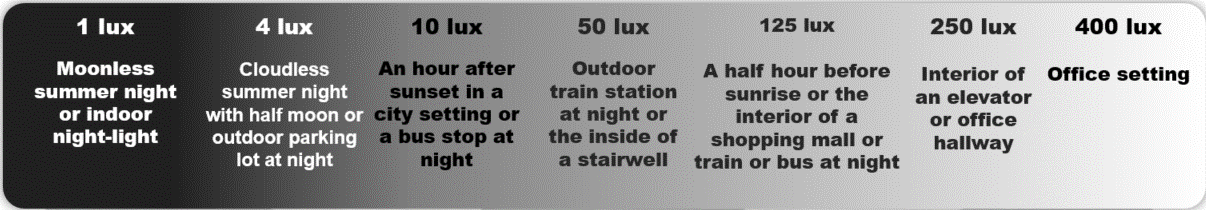 1 lux
Moonless
summer night
or indoor
night-light
4 lux
Cloudless
summer night
with half moon or
outdoor parking
lot at night
10 lux
An hour after
sunset in a
city setting or
a bus stop at
night
50 lux
Outdoor
train station
at night or
the inside of
a stairwell
125 lux
A half hour before
sunrise or the
interior of a
shopping mall or
train or bus at night
250 lux
Interior of
an elevator
or office
hallway
400 lux
Office setting